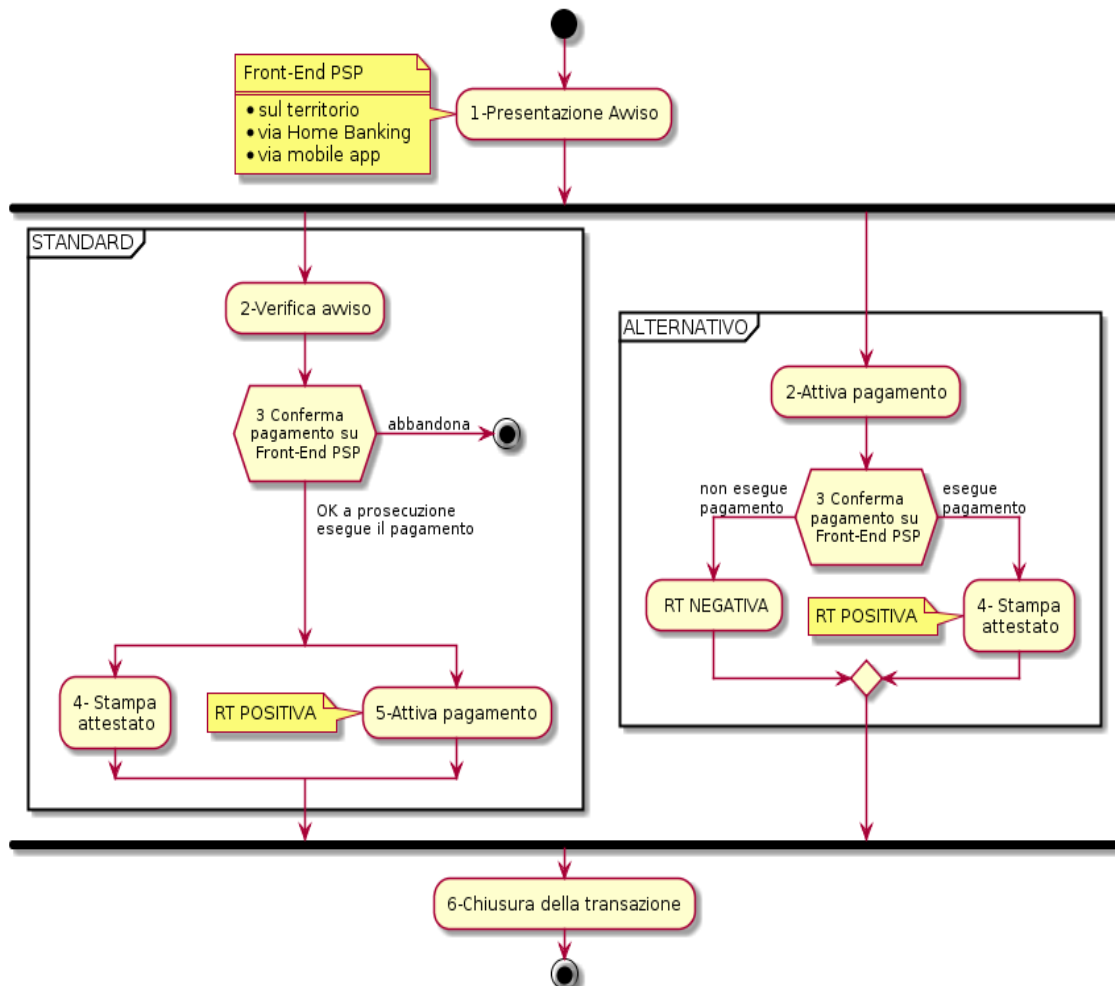 Front-End PSP
• sul territorio
• via Home Banking
• via mobile app
1-Presentazione Avviso
STANDARD
2-Verifica avviso
3 Conferma
pagamento su
Front-End PSP
abbandona
OK a prosecuzione
esegue il pagamento
4- Stampa
attestato
RT POSITIVA
5-Attiva pagamento
ALTERNATIVO
2-Attiva pagamento
non esegue
pagamento
3 Conferma
pagamento su
Front-End PSP
esegue
pagamento
RT NEGATIVA
RT POSITIVA
4- Stampa
attestato
6-Chiusura della transazione